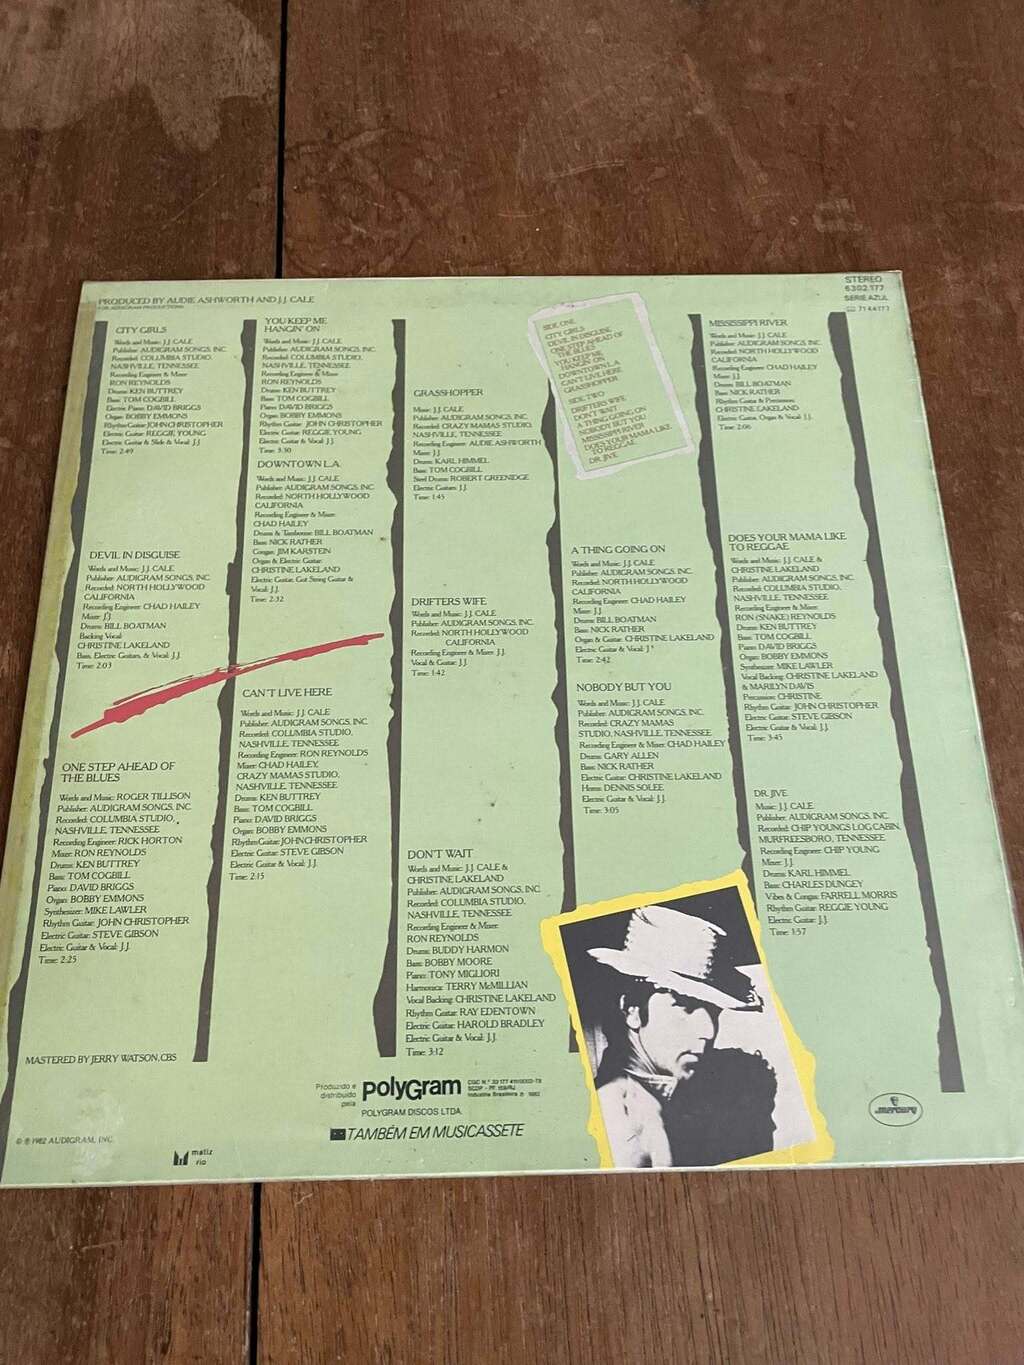 PRODUCED BY AUDIE ASHWORTH AND J.J. CALE
FOR AUDIGRAM PRODUCTIONS
STEREO
6302 177
SERIE AZUL
7144177
CITY GIRLS
Words and Music: J.J. CALE
Publisher: AUDIGRAM SONGS, INC.
Recorded: COLUMBIA STUDIO,
NASHVILLE, TENNESSEE
Recording Engineer & Mixer
RON REYNOLDS
Drums: KEN BUTTREY
Bass: TOM COGBILL
Electric Piano: DAVID BRIGGS
Organ: BOBBY EMMONS
Rhythm Guitar: JOHN CHRISTOPHER
Electric Guitar: REGGIE YOUNG
Electric Guitar & Slide & Vocal: J.J.
Time: 2:49
DEVIL IN DISGUISE
Words and Music: J.J. CALE
Publisher: AUDIGRAM SONGS, INC.
Recorded: NORTH HOLLYWOOD
CALIFORNIA
Recording Engineer: CHAD HAILEY
Mixer: J.J.
Drums: BILL BOATMAN
Backing Vocal:
CHRISTINE LAKELAND
Bass, Electric Guitars, & Vocal: J.J.
Time: 2:03
ONE STEP AHEAD OF
THE BLUES
Words and Music: ROGER TILLISON
Publisher: AUDIGRAM SONGS, INC.
Recorded: COLUMBIA STUDIO,
NASHVILLE, TENNESSEE
Recording Engineer: RICK HORTON
Mixer: RON REYNOLDS
Drums: KEN BUTTREY
Bass: TOM COGBILL
Piano: DAVID BRIGGS
Organ: BOBBY EMMONS
Synthesizer: MIKE LAWLER
Rhythm Guitar: JOHN CHRISTOPHER
Electric Guitar: STEVE GIBSON
Electric Guitar & Vocal: J.J.
Time: 2:25
YOU KEEP ME
HANGIN' ON
Words and Music: J.J. CALE
Publisher: AUDIGRAM SONGS, INC.
Recorded: COLUMBIA STUDIO,
NASHVILLE, TENNESSEE
Recording Engineer & Mixer
RON REYNOLDS
Drums: KEN BUTTREY
Bass: TOM COGBILL
Piano: DAVID BRIGGS
Organ: BOBBY EMMONS
Rhythm Guitar: JOHN CHRISTOPHER
Electric Guitar: REGGIE YOUNG
Electric Guitar & Vocal: J.J.
Time: 3:30
DOWNTOWN L.A.
Words and Music: J.J. CALE
Publisher: AUDIGRAM SONGS, INC.
Recorded: NORTH HOLLYWOOD
CALIFORNIA
Recording Engineer & Mixer:
CHAD HAILEY
Drums & Tambourine: BILL BOATMAN
Bass: NICK RATHER
Congas: JIM KARSTEIN
Organ & Electric Guitar:
CHRISTINE LAKELAND
Electric Guitar, Gut String Guitar &
Vocal: J.J.
Time: 2:32
CAN'T LIVE HERE
Words and Music: J.J. CALE
Publisher: AUDIGRAM SONGS, INC.
Recorded: COLUMBIA STUDIO,
NASHVILLE, TENNESSEE
Recording Engineer: RON REYNOLDS
Mixer: CHAD HAILEY,
CRAZY MAMAS STUDIO,
NASHVILLE, TENNESSEE
Drums: KEN BUTTREY
Bass: TOM COGBILL
Piano: DAVID BRIGGS
Organ: BOBBY EMMONS
Rhythm Guitar: JOHN CHRISTOPHER
Electric Guitar: STEVE GIBSON
Electric Guitar & Vocal: J.J.
Time: 2:15
GRASSHOPPER
Music: J.J. CALE
Publisher: AUDIGRAM SONGS, INC.
Recorded: CRAZY MAMAS STUDIO,
NASHVILLE, TENNESSEE
Recording Engineer: AUDIE ASHWORTH
Mixer: J.J.
Drums: KARL HIMMEL
Bass: TOM COGBILL
Steel Drums: ROBERT GREENIDGE
Electric Guitars: J.J.
Time: 1:45
DRIFTERS WIFE
Words and Music: J.J. CALE
Publisher: AUDIGRAM SONGS, INC.
Recorded: NORTH HOLLYWOOD
CALIFORNIA
Recording Engineer & Mixer: J.J.
Vocal & Guitar: J.J.
Time: 1:42
DON'T WAIT
Words and Music: J.J. CALE &
CHRISTINE LAKELAND
Publisher: AUDIGRAM SONGS, INC.
Recorded: COLUMBIA STUDIO,
NASHVILLE, TENNESSEE
Recording Engineer & Mixer:
RON REYNOLDS
Drums: BUDDY HARMON
Bass: BOBBY MOORE
Piano: TONY MIGLIORI
Harmonica: TERRY McMILLIAN
Vocal Backing: CHRISTINE LAKELAND
Rhythm Guitar: RAY EDENTOWN
Electric Guitar: HAROLD BRADLEY
Electric Guitar & Vocal: J.J.
Time: 3:12
SIDE ONE
CITY GIRLS
DEVIL IN DISGUISE
ONE STEP AHEAD OF
THE BLUES
YOU KEEP ME
HANGIN' ON
DOWNTOWN L.A.
CAN'T LIVE HERE
GRASSHOPPER
SIDE TWO
DRIFTERS WIFE
DON'T WAIT
A THING GOING ON
NOBODY BUT YOU
MISSISSIPPI RIVER
DOES YOUR MAMA LIKE
TO REGGAE
DR. JIVE
A THING GOING ON
Words and Music: J.J. CALE
Publisher: AUDIGRAM SONGS, INC.
Recorded: NORTH HOLLYWOOD
CALIFORNIA
Recording Engineer: CHAD HAILEY
Mixer: J.J.
Drums: BILL BOATMAN
Bass: NICK RATHER
Organ & Guitar: CHRISTINE LAKELAND
Electric Guitar & Vocal: J.J.
Time: 2:42
NOBODY BUT YOU
Words and Music: J.J. CALE
Publisher: AUDIGRAM SONGS, INC.
Recorded: CRAZY MAMAS
STUDIO, NASHVILLE, TENNESSEE
Recording Engineer & Mixer: CHAD HAILEY
Drums: GARY ALLEN
Bass: NICK RATHER
Electric Guitar: CHRISTINE LAKELAND
Horns: DENNIS SOLEE
Electric Guitar & Vocal: J.J.
Time: 3:05
MISSISSIPPI RIVER
Words and Music: J.J. CALE
Publisher: AUDIGRAM SONGS, INC.
Recorded: NORTH HOLLYWOOD
CALIFORNIA
Recording Engineer: CHAD HAILEY
Mixer: J.J.
Drums: BILL BOATMAN
Bass: NICK RATHER
Rhythm Guitar & Percussion:
CHRISTINE LAKELAND
Electric Guitar, Organ & Vocal: J.J.
Time: 2:06
DOES YOUR MAMA LIKE
TO REGGAE
Words and Music: J.J. CALE &
CHRISTINE LAKELAND
Publisher: AUDIGRAM SONGS, INC.
Recorded: COLUMBIA STUDIO,
NASHVILLE, TENNESSEE
Recording Engineer & Mixer:
RON (SNAKE) REYNOLDS
Drums: KEN BUTTREY
Bass: TOM COGBILL
Piano: DAVID BRIGGS
Organ: BOBBY EMMONS
Synthesizer: MIKE LAWLER
Vocal Backing: CHRISTINE LAKELAND
& MARILYN DAVIS
Percussion: CHRISTINE
Rhythm Guitar: JOHN CHRISTOPHER
Electric Guitar: STEVE GIBSON
Electric Guitar & Vocal: J.J.
Time: 3:45
DR. JIVE
Music: J.J. CALE
Publisher: AUDIGRAM SONGS, INC.
Recorded: CHIP YOUNGS LOG CABIN,
MURFREESBORO, TENNESSEE
Recording Engineer: CHIP YOUNG
Mixer: J.J.
Drums: KARL HIMMEL
Bass: CHARLES DUNGEY
Vibes & Congas: FARRELL MORRIS
Rhythm Guitar: REGGIE YOUNG
Electric Guitar: J.J.
Time: 1:57
MASTERED BY JERRY WATSON, CBS
© ℗ 1982 AUDIGRAM, INC.
matiz
rio
Produzido e
distribuído
pela
polyGram
POLYGRAM DISCOS LTDA.
Indústria Brasileira ℗ 1982
TAMBÉM EM MUSICASSETE
mercury